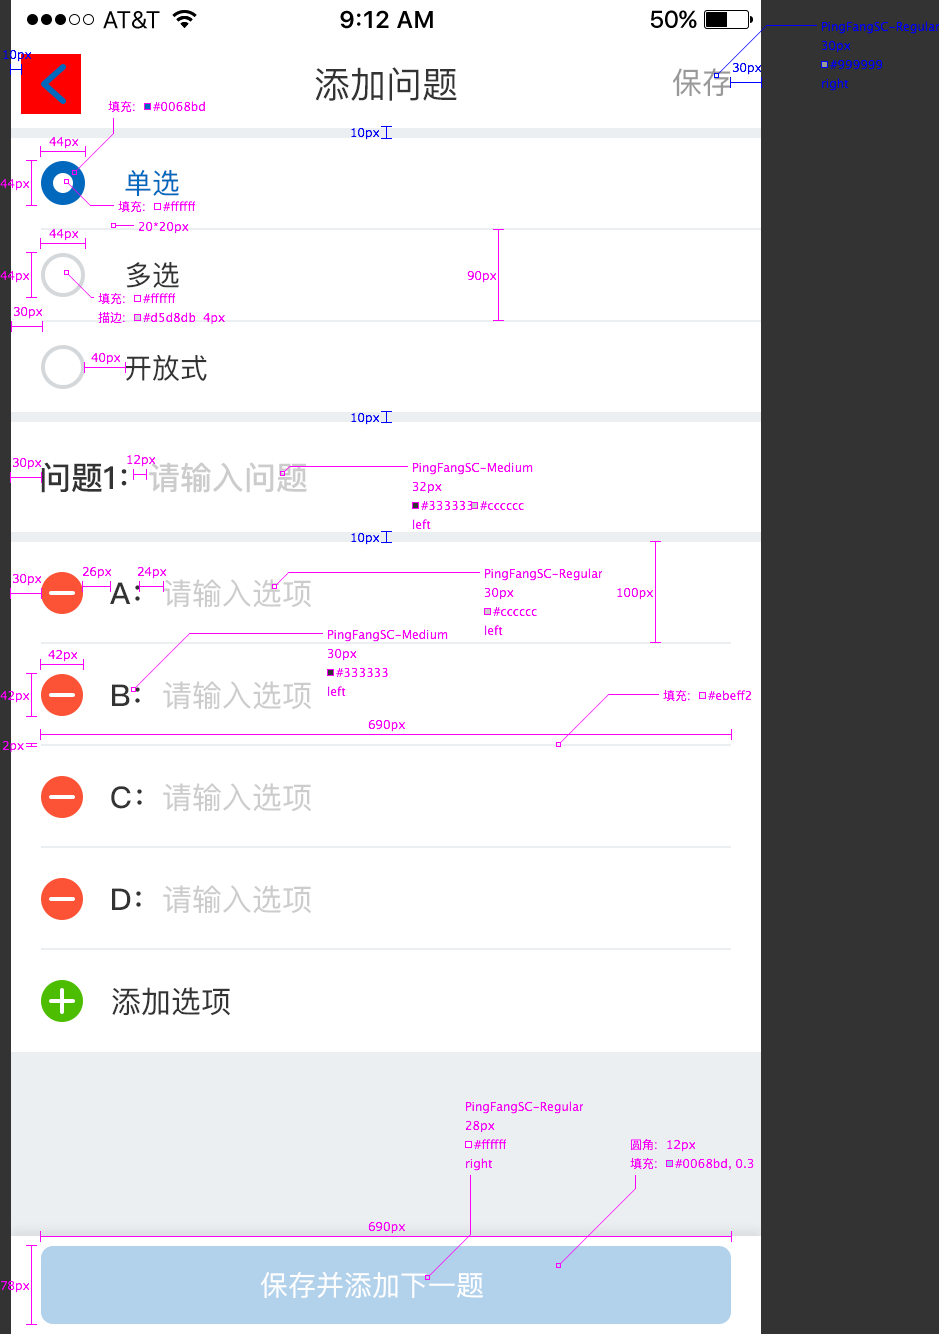 AT&T 9:12 AM 50%
PingFangSC-Regular
30px
#999999
right
10px
添加问题
保存
30px
填充: #0068bd
10px
44px
44px
单选
填充: #ffffff
20*20px
44px
44px
多选
90px
填充: #ffffff
描边: #d5d8db 4px
30px
40px
开放式
10px
30px
问题1:
12px
请输入问题
PingFangSC-Medium
32px
#333333 #cccccc
left
10px
30px
26px
A:
24px
请输入选项
PingFangSC-Regular
30px
#cccccc
left
100px
PingFangSC-Medium
30px
#333333
left
42px
42px
B:
请输入选项
填充: #ebeff2
690px
2px
C:
请输入选项
D:
请输入选项
添加选项
PingFangSC-Regular
28px
#ffffff
right
圆角: 12px
填充: #0068bd, 0.3
690px
78px
保存并添加下一题